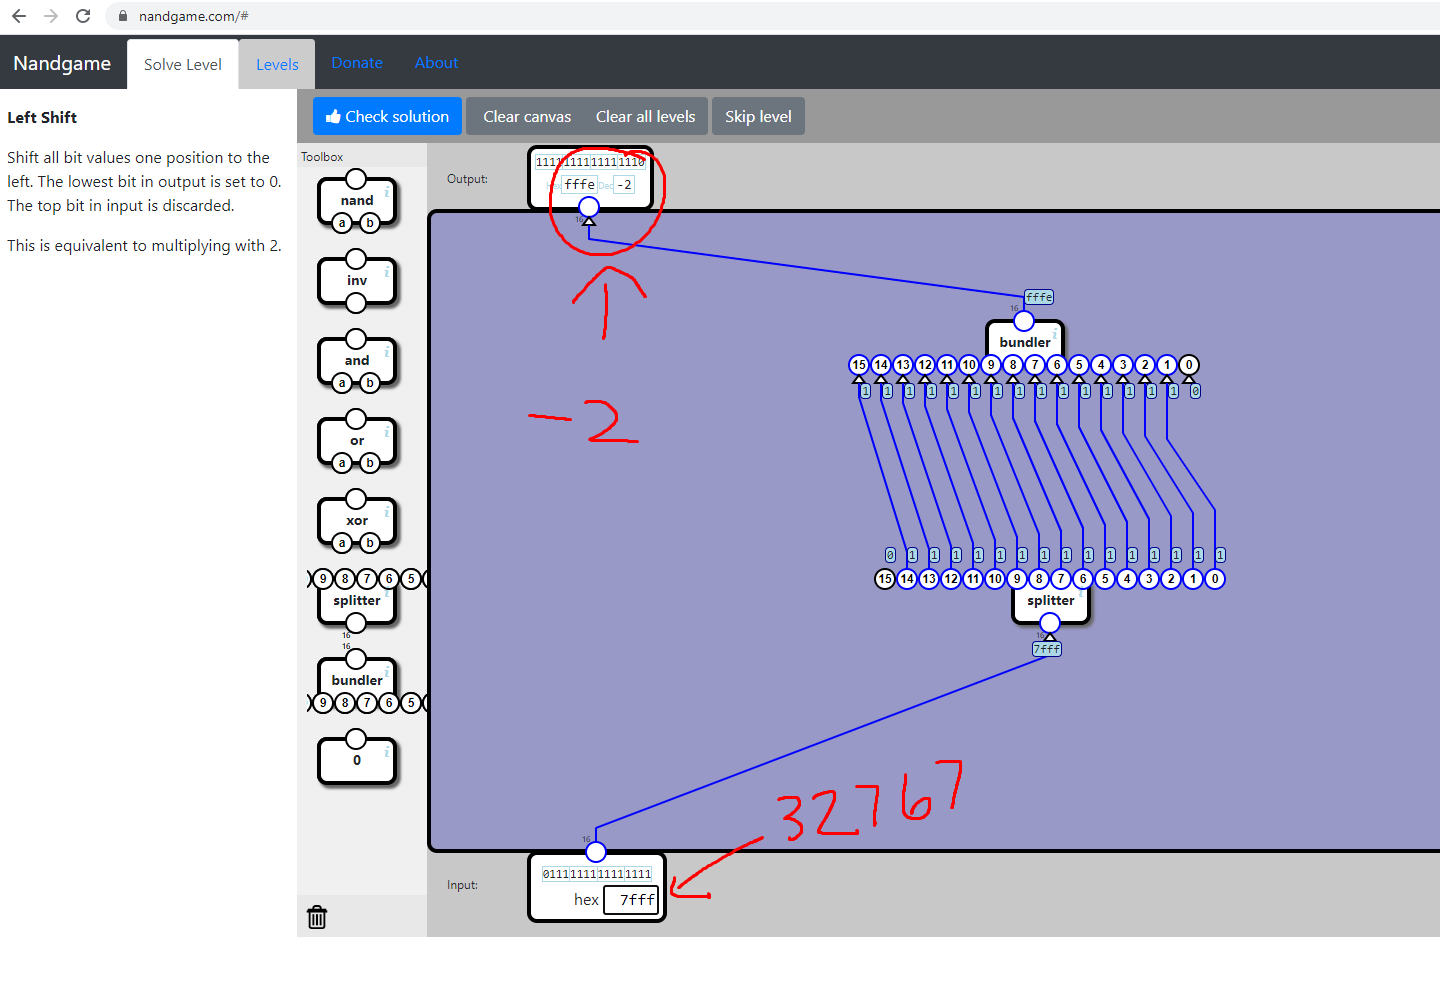 nandgame.com/#
Nandgame Solve Level Levels Donate About
Check solution Clear canvas Clear all levels Skip level
Left Shift
Shift all bit values one position to the
left. The lowest bit in output is set to 0.
The top bit in input is discarded.
This is equivalent to multiplying with 2.
Toolbox
nand
a b
inv
and
a b
or
a b
xor
a b
9 8 7 6 5
splitter
16
16
bundler
9 8 7 6 5
0
Output:
1111111111111110
Hex fffe Dec -2
16
-2
fffe
16
bundler
15 14 13 12 11 10 9 8 7 6 5 4 3 2 1 0
1 1 1 1 1 1 1 1 1 1 1 1 1 1 1 0
0 1 1 1 1 1 1 1 1 1 1 1 1 1 1 1
15 14 13 12 11 10 9 8 7 6 5 4 3 2 1 0
splitter
16
7fff
32767
16
Input:
0111111111111111
hex 7fff